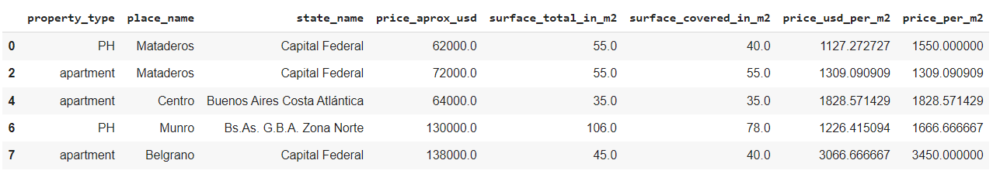 property_type place_name state_name price_aprox_usd surface_total_in_m2 surface_covered_in_m2 price_usd_per_m2 price_per_m2
0 PH Mataderos Capital Federal 62000.0 55.0 40.0 1127.272727 1550.000000
2 apartment Mataderos Capital Federal 72000.0 55.0 55.0 1309.090909 1309.090909
4 apartment Centro Buenos Aires Costa Atlántica 64000.0 35.0 35.0 1828.571429 1828.571429
6 PH Munro Bs.As. G.B.A. Zona Norte 130000.0 106.0 78.0 1226.415094 1666.666667
7 apartment Belgrano Capital Federal 138000.0 45.0 40.0 3066.666667 3450.000000